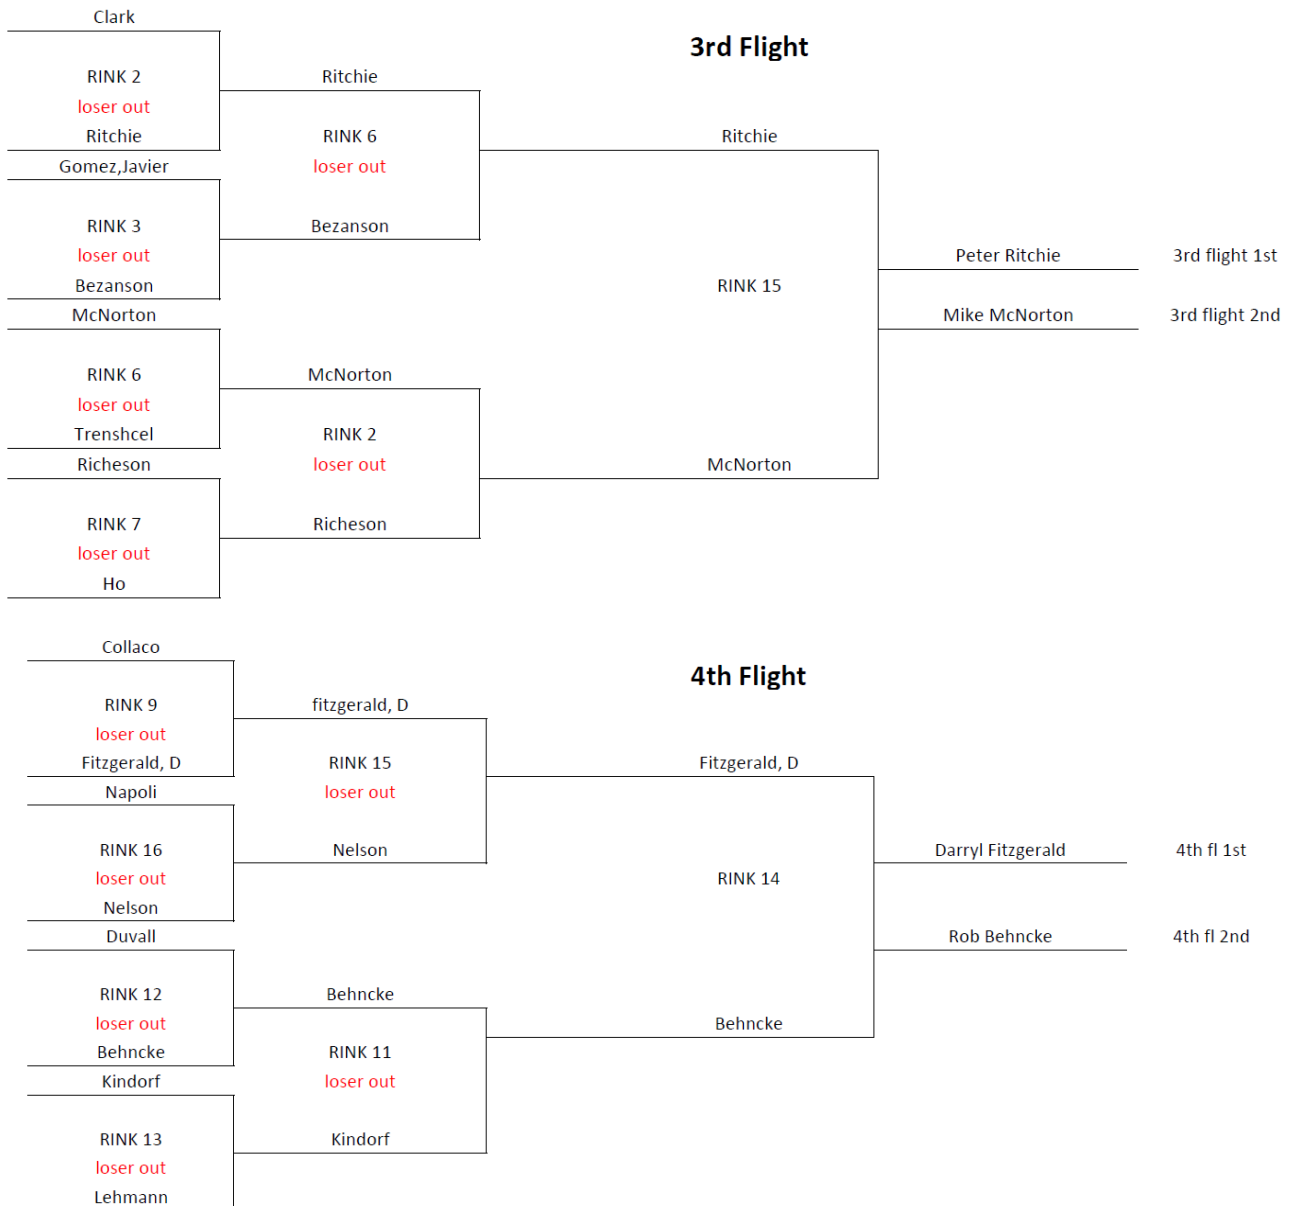 Clark
3rd Flight
RINK 2
Ritchie
loser out
Ritchie
RINK 6
Ritchie
Gomez,Javier
loser out
RINK 3
Bezanson
loser out
Peter Ritchie
3rd flight 1st
Bezanson
RINK 15
McNorton
Mike McNorton
3rd flight 2nd
RINK 6
McNorton
loser out
Trenshcel
RINK 2
Richeson
loser out
McNorton
RINK 7
Richeson
loser out
Ho
Collaco
4th Flight
RINK 9
fitzgerald, D
loser out
Fitzgerald, D
RINK 15
Fitzgerald, D
Napoli
loser out
RINK 16
Nelson
Darryl Fitzgerald
4th fl 1st
loser out
RINK 14
Nelson
Duvall
Rob Behncke
4th fl 2nd
RINK 12
Behncke
loser out
Behncke
Behncke
RINK 11
Kindorf
loser out
RINK 13
Kindorf
loser out
Lehmann